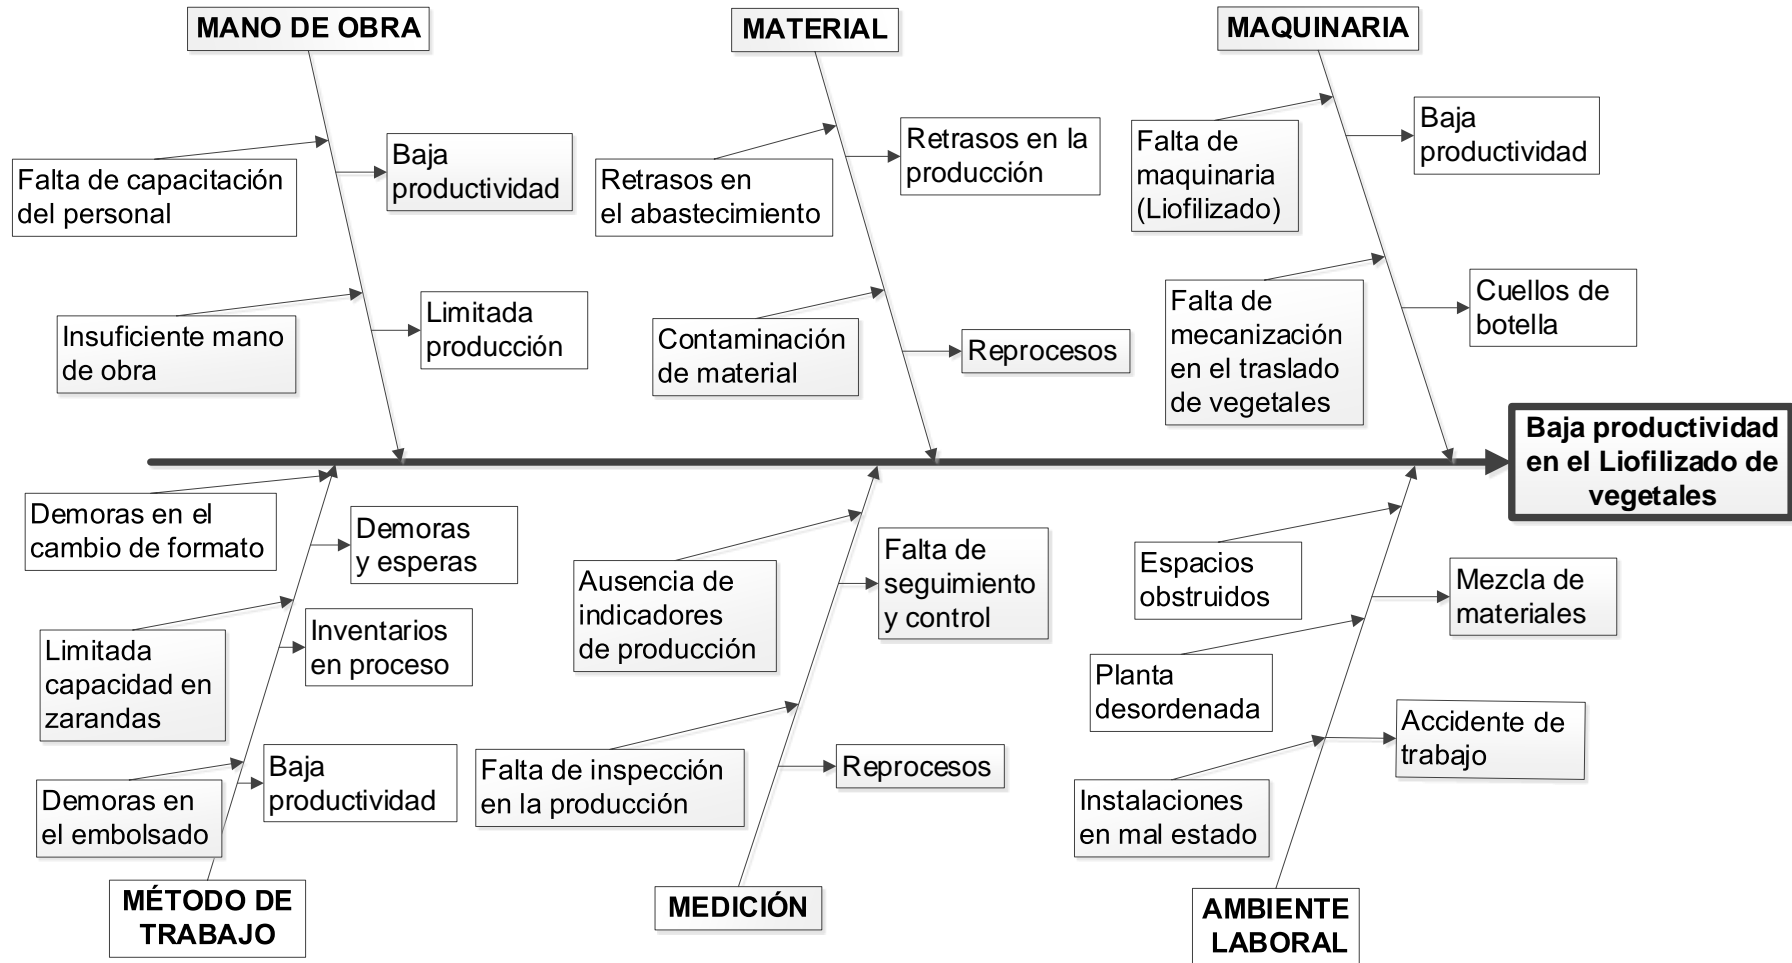 MANO DE OBRA
MATERIAL
MAQUINARIA
Falta de capacitación
del personal
Baja
productividad
Insuficiente mano
de obra
Limitada
producción
Retrasos en
el abastecimiento
Retrasos en la
producción
Contaminación
de material
Reprocesos
Falta de
maquinaria
(Liofilizado)
Baja
productividad
Falta de
mecanización
en el traslado
de vegetales
Cuellos de
botella
Baja productividad
en el Liofilizado de
vegetales
Demoras en el
cambio de formato
Demoras
y esperas
Limitada
capacidad en
zarandas
Inventarios
en proceso
Demoras en
el embolsado
Baja
productividad
Ausencia de
indicadores
de producción
Falta de
seguimiento
y control
Falta de inspección
en la producción
Reprocesos
Espacios
obstruidos
Mezcla de
materiales
Planta
desordenada
Accidente de
trabajo
Instalaciones
en mal estado
MÉTODO DE
TRABAJO
MEDICIÓN
AMBIENTE
LABORAL